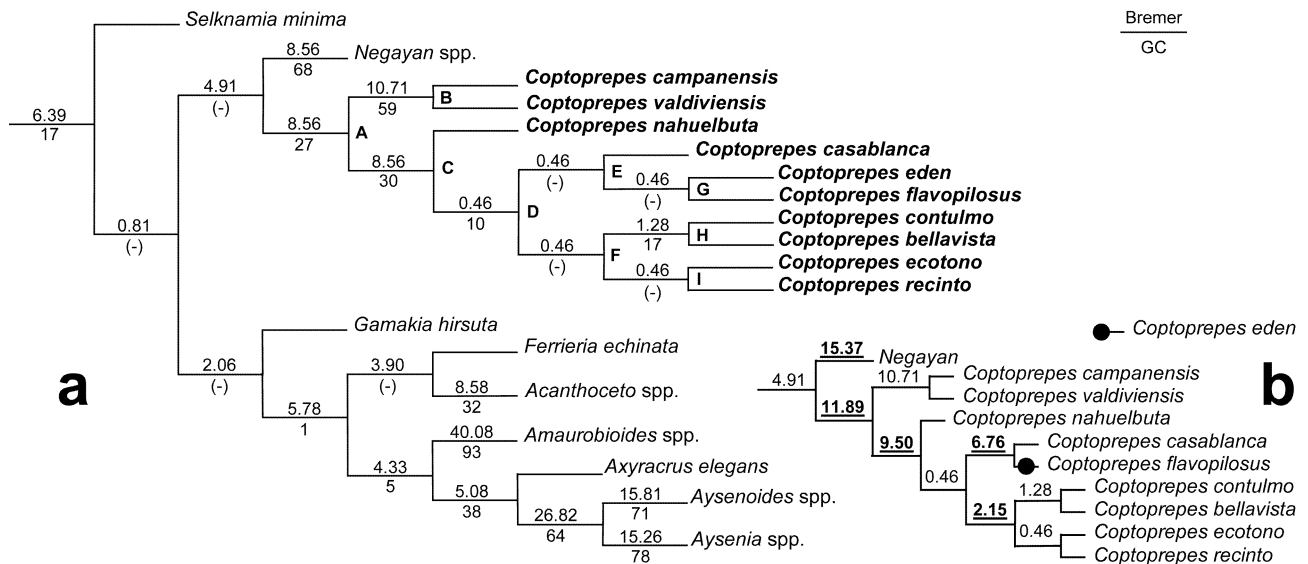 Selknamia minima
Bremer
GC
8.56
Negayan spp.
68
4.91
(-)
10.71
Coptoprepes campanensis
B
59
Coptoprepes valdiviensis
6.39
17
8.56
A
27
Coptoprepes nahuelbuta
8.56
C
30
Coptoprepes casablanca
0.46
E
(-)
Coptoprepes eden
0.46
G
(-)
Coptoprepes flavopilosus
0.46
D
10
Coptoprepes contulmo
1.28
H
17
Coptoprepes bellavista
0.46
F
(-)
Coptoprepes ecotono
0.46
I
(-)
Coptoprepes recinto
0.81
(-)
Gamakia hirsuta
2.06
(-)
Ferrieria echinata
3.90
(-)
8.58
Acanthoceto spp.
32
5.78
1
40.08
Amaurobioides spp.
93
4.33
5
Axyracrus elegans
5.08
38
15.81
Aysenoides spp.
71
26.82
64
15.26
Aysenia spp.
78
a
Coptoprepes eden
15.37
Negayan
4.91
10.71
Coptoprepes campanensis
Coptoprepes valdiviensis
11.89
Coptoprepes nahuelbuta
9.50
6.76
Coptoprepes casablanca
Coptoprepes flavopilosus
0.46
1.28
Coptoprepes contulmo
Coptoprepes bellavista
2.15
0.46
Coptoprepes ecotono
Coptoprepes recinto
b